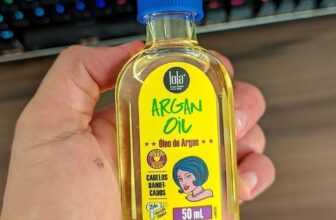 lola
ARGAN
OIL
Óleo de Argan
CABELOS
DANIFI-
CADOS
50 mL